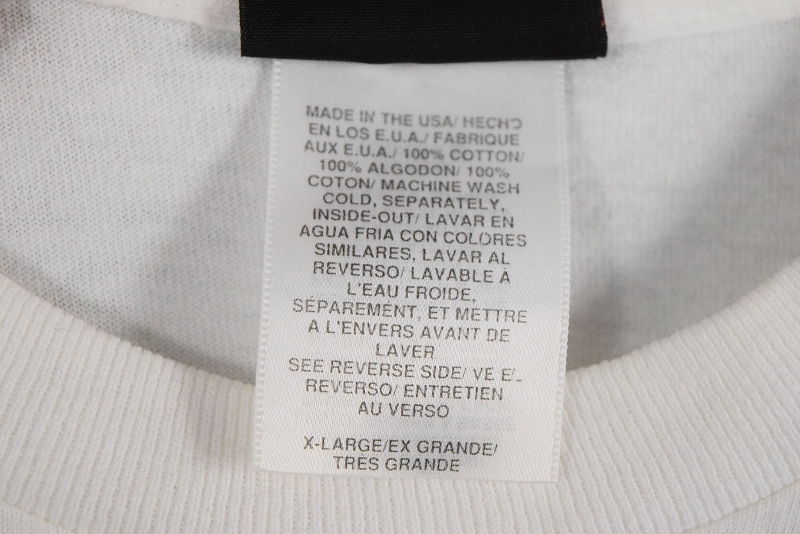 MADE IN THE USA/ HECHO
EN LOS E.U.A./ FABRIQUE
AUX E.U.A./ 100% COTTON/
100% ALGODON/ 100%
COTON/ MACHINE WASH
COLD, SEPARATELY,
INSIDE-OUT/ LAVAR EN
AGUA FRIA CON COLORES
SIMILARES, LAVAR AL
REVERSO/ LAVABLE À
L'EAU FROIDE,
SÉPAREMENT, ET METTRE
A L'ENVERS AVANT DE
LAVER
SEE REVERSE SIDE/ VE EL
REVERSO/ ENTRETIEN
AU VERSO
X-LARGE/EX GRANDE/
TRES GRANDE